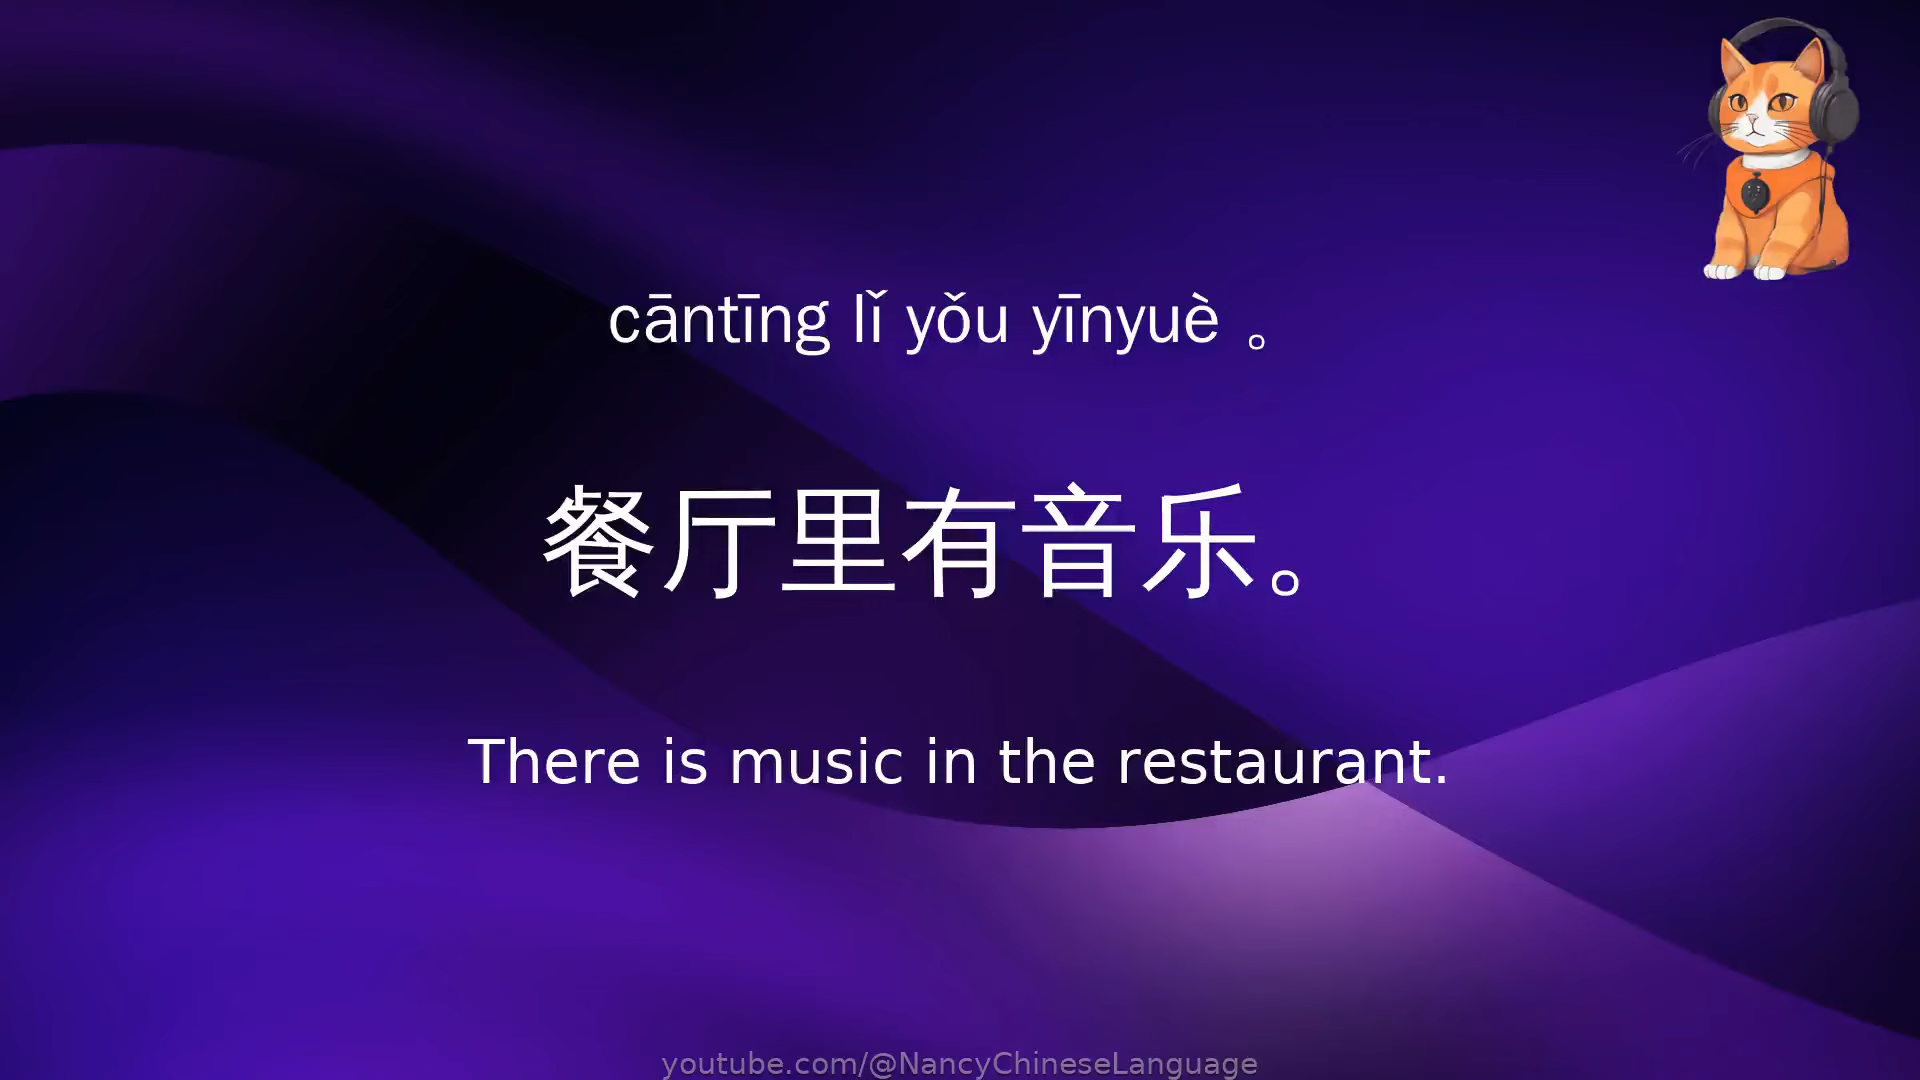 cāntīng lǐ yǒu yīnyuè 。
餐厅里有音乐。
There is music in the restaurant.
youtube.com/@NancyChineseLanguage